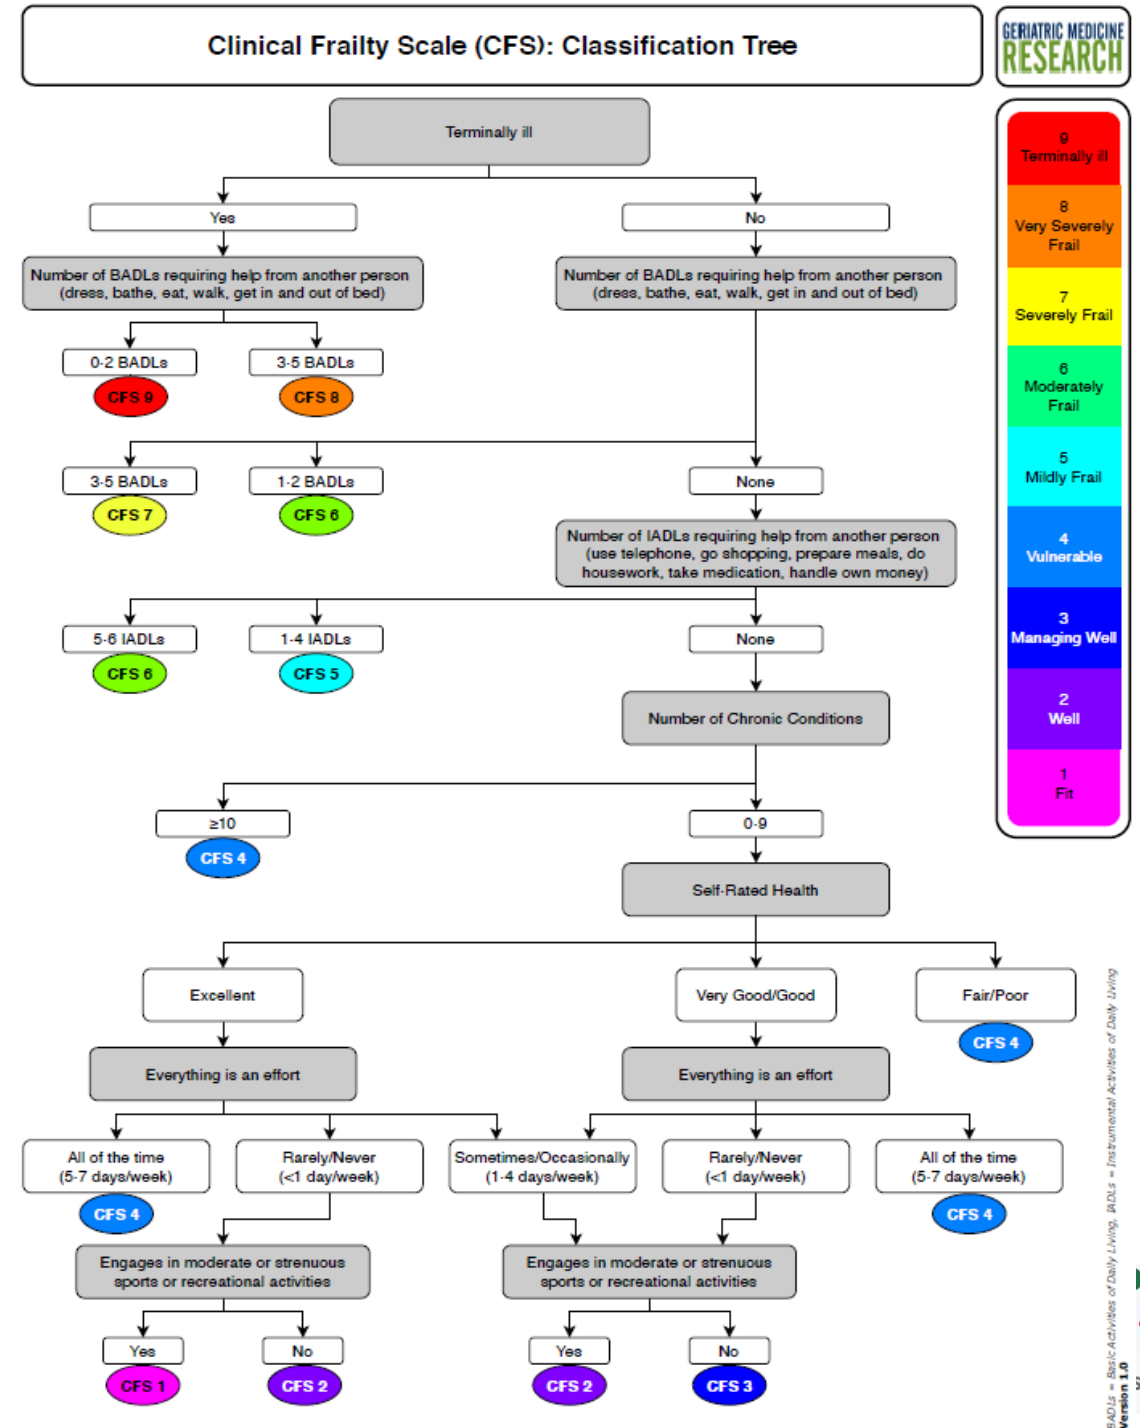 Clinical Frailty Scale (CFS): Classification Tree
GERIATRIC MEDICINE
RESEARCH
Terminally ill
Yes
No
Number of BADLs requiring help from another person
(dress, bathe, eat, walk, get in and out of bed)
Number of BADLs requiring help from another person
(dress, bathe, eat, walk, get in and out of bed)
0-2 BADLs
3-5 BADLs
CFS 9
CFS 8
3-5 BADLs
1-2 BADLs
None
CFS 7
CFS 6
Number of IADLs requiring help from another person
(use telephone, go shopping, prepare meals, do
housework, take medication, handle own money)
5-6 IADLs
1-4 IADLs
None
CFS 6
CFS 5
Number of Chronic Conditions
≥10
0-9
CFS 4
Self-Rated Health
Excellent
Very Good/Good
Fair/Poor
CFS 4
Everything is an effort
Everything is an effort
All of the time
(5-7 days/week)
Rarely/Never
(<1 day/week)
Sometimes/Occasionally
(1-4 days/week)
Rarely/Never
(<1 day/week)
All of the time
(5-7 days/week)
CFS 4
CFS 4
Engages in moderate or strenuous
sports or recreational activities
Engages in moderate or strenuous
sports or recreational activities
Yes
No
Yes
No
CFS 1
CFS 2
CFS 2
CFS 3
9
Terminally ill
8
Very Severely
Frail
7
Severely Frail
6
Moderately
Frail
5
Mildly Frail
4
Vulnerable
3
Managing Well
2
Well
1
Fit
BADLs = Basic Activities of Daily Living, IADLs = Instrumental Activities of Daily Living
Version 1.0